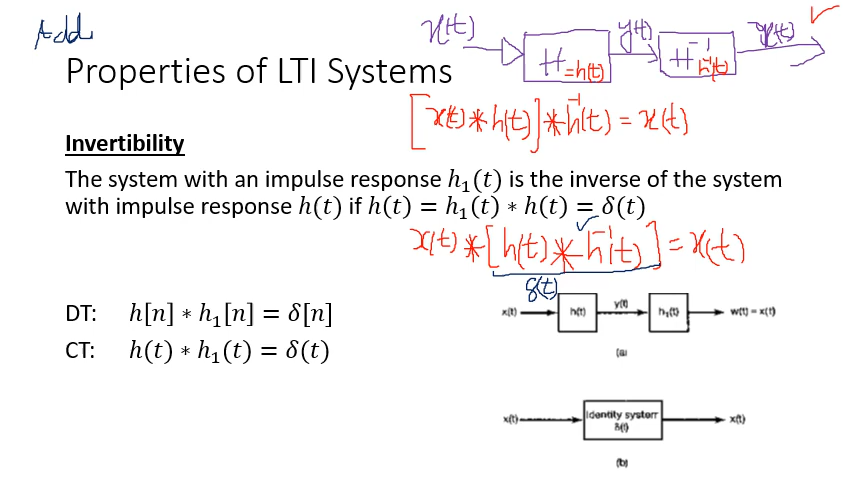 Add
x(t) H = h(t) y(t) H⁻¹ h⁻¹(t) x(t)
Properties of LTI Systems
[x(t) * h(t)] * h⁻¹(t) = x(t)
Invertibility
The system with an impulse response h₁(t) is the inverse of the system
with impulse response h(t) if h(t) = h₁(t) ∗ h(t) = δ(t)
x(t) * [h(t) * h⁻¹(t)] = x(t)
δ(t)
DT: h[n] ∗ h₁[n] = δ[n]
x(t) h(t) y(t) h₁(t) w(t) = x(t)
CT: h(t) ∗ h₁(t) = δ(t)
(a)
x(t) Identity system x(t)
δ(t)
(b)